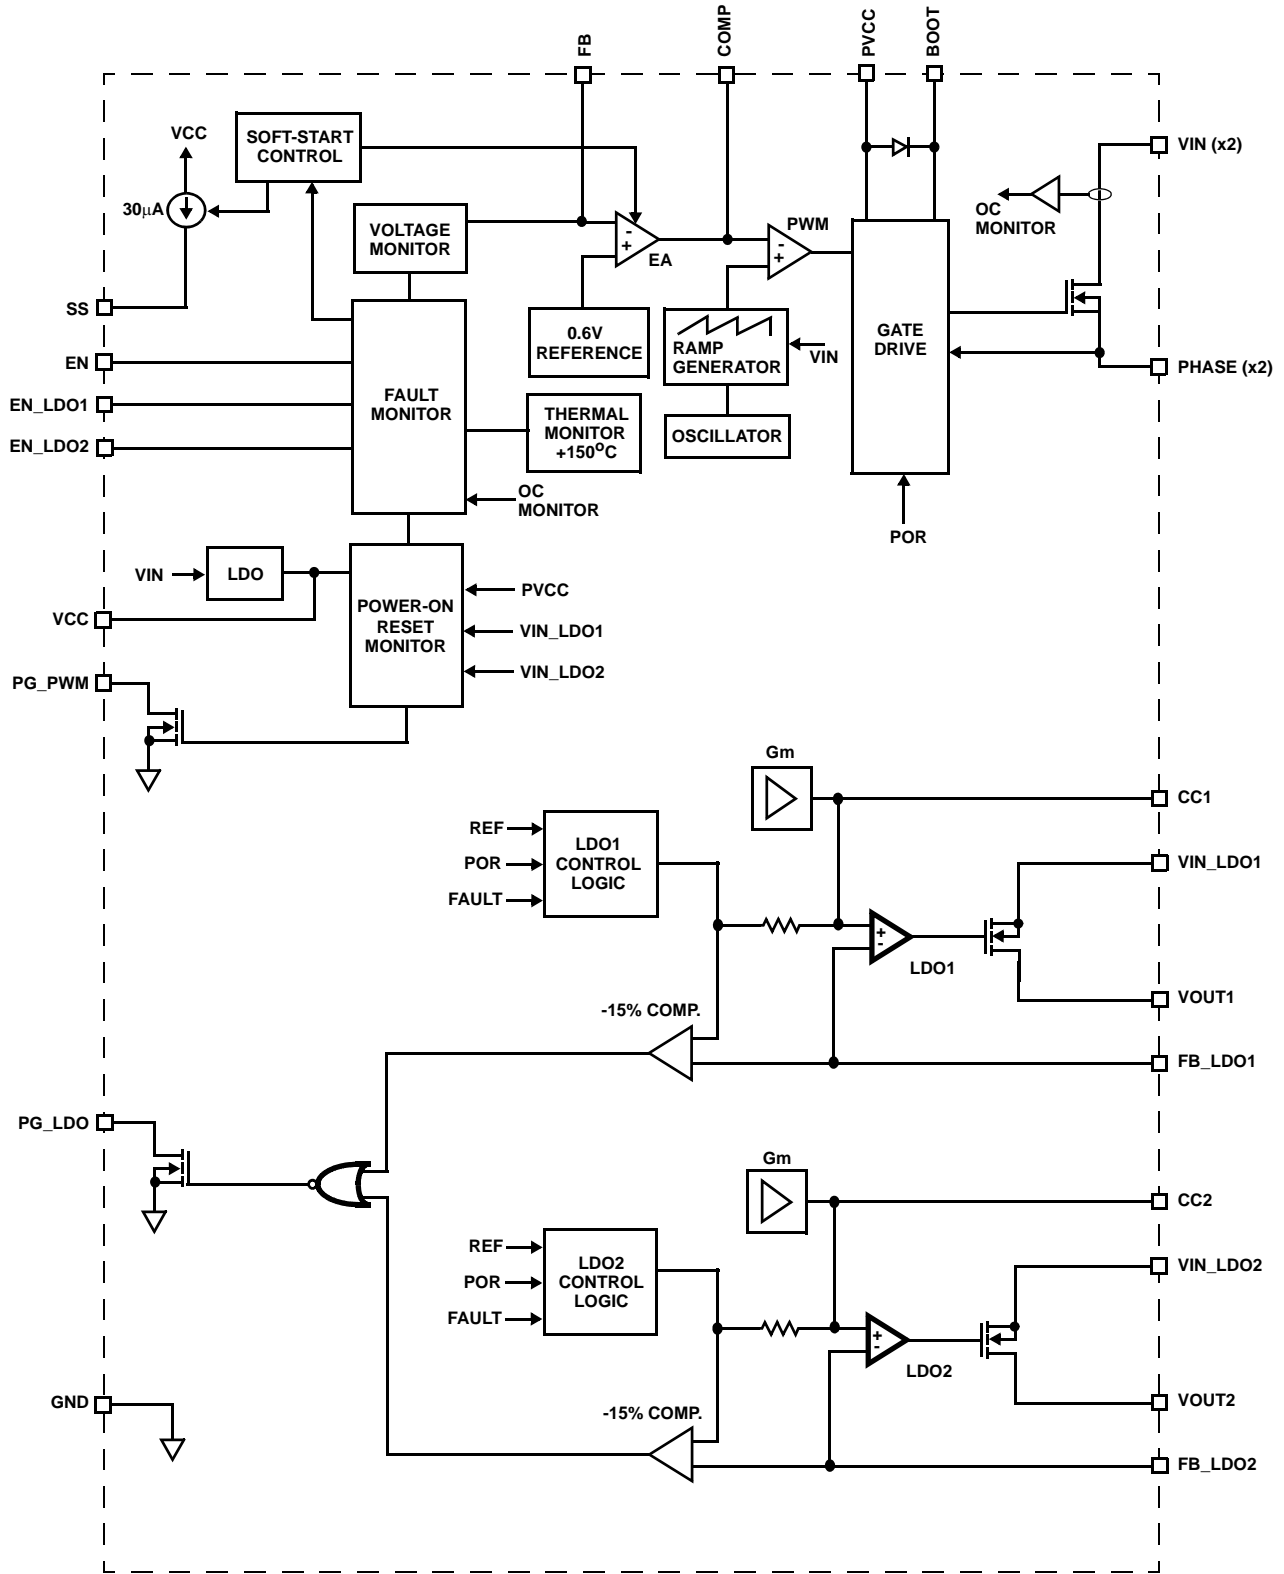 FB
COMP
PVCC
BOOT
VCC
SOFT-START
CONTROL
30µA
VIN (x2)
OC
MONITOR
VOLTAGE
MONITOR
-
+
EA
PWM
-
+
SS
0.6V
REFERENCE
RAMP
GENERATOR
VIN
GATE
DRIVE
EN
PHASE (x2)
EN_LDO1
FAULT
MONITOR
THERMAL
MONITOR
+150°C
OSCILLATOR
EN_LDO2
OC
MONITOR
POR
VIN
LDO
PVCC
VCC
POWER-ON
RESET
MONITOR
VIN_LDO1
VIN_LDO2
PG_PWM
Gm
CC1
REF
POR
FAULT
LDO1
CONTROL
LOGIC
VIN_LDO1
+
-
LDO1
VOUT1
-15% COMP.
FB_LDO1
PG_LDO
Gm
CC2
REF
POR
FAULT
LDO2
CONTROL
LOGIC
VIN_LDO2
+
-
LDO2
GND
VOUT2
-15% COMP.
FB_LDO2